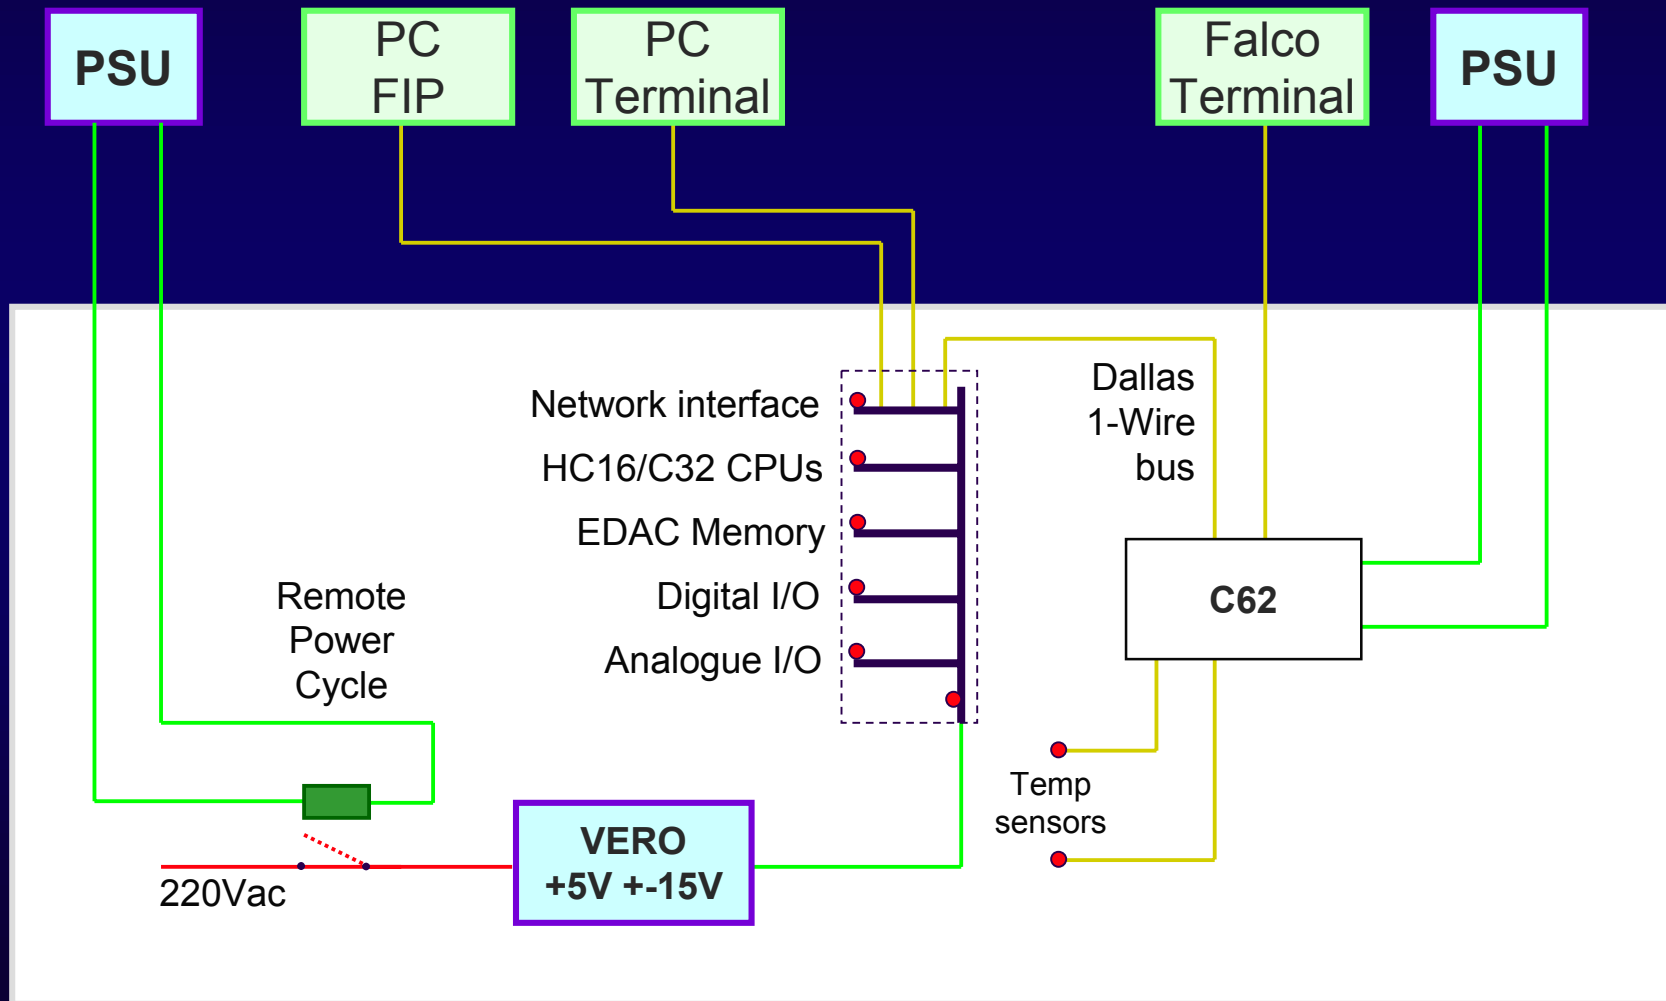 PSU
PC
FIP
PC
Terminal
Falco
Terminal
PSU
Network interface
HC16/C32 CPUs
EDAC Memory
Digital I/O
Analogue I/O
Dallas
1-Wire
bus
C62
Remote
Power
Cycle
Temp
sensors
VERO
+5V +-15V
220Vac